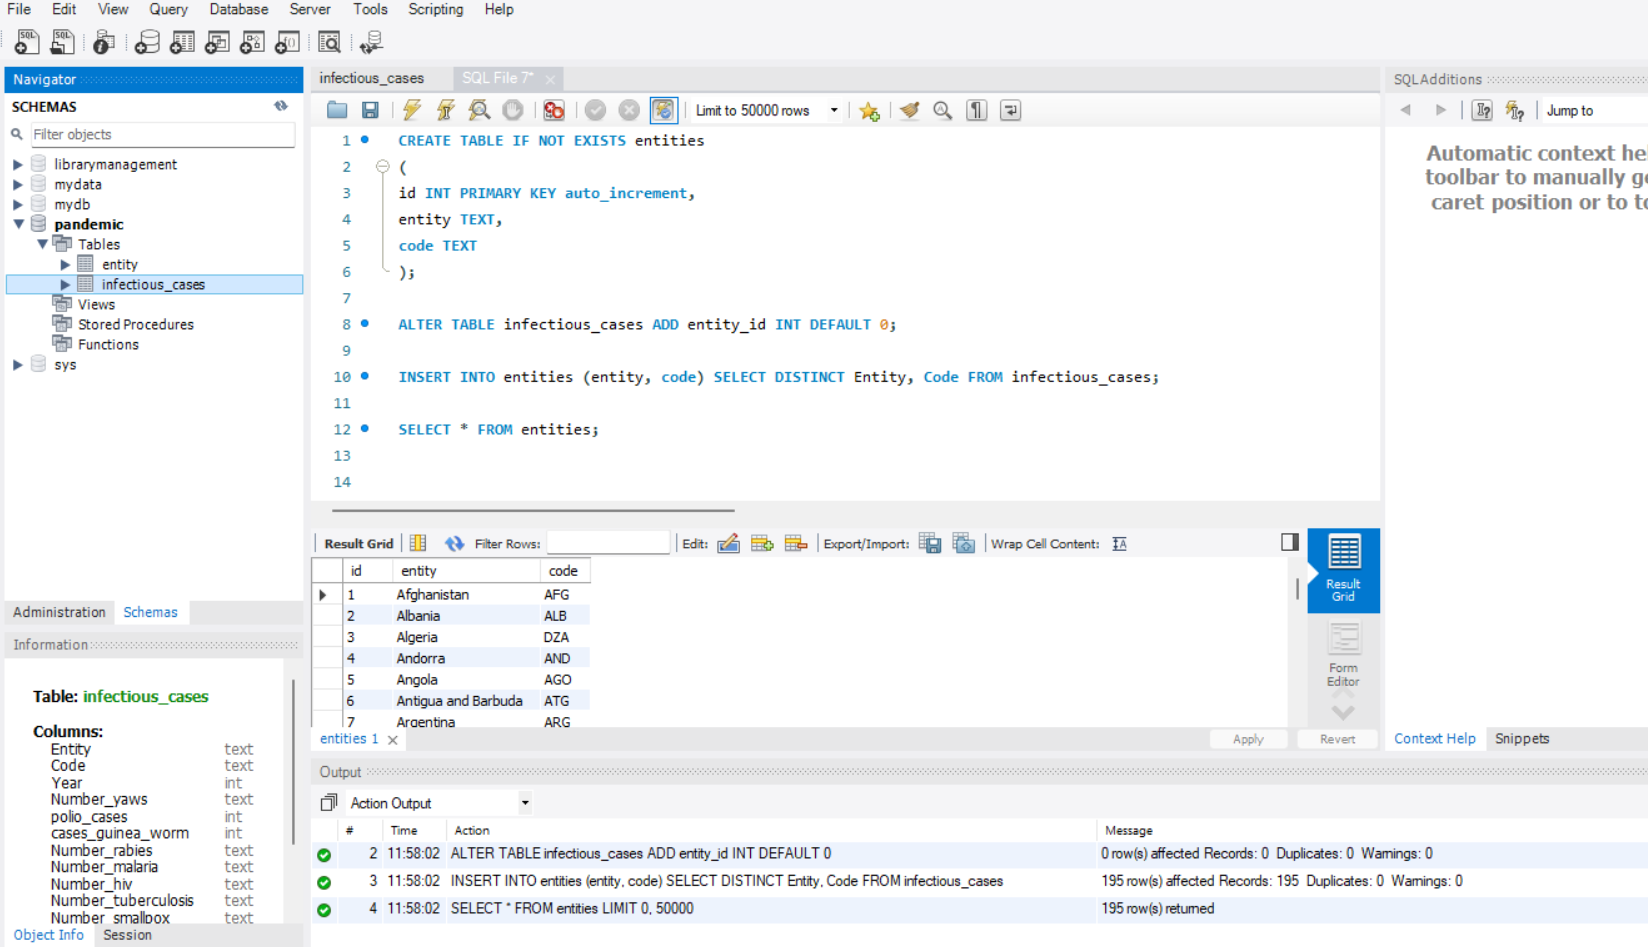 File Edit View Query Database Server Tools Scripting Help
Navigator
SCHEMAS
Filter objects
librarymanagement
mydata
mydb
pandemic
Tables
entity
infectious_cases
Views
Stored Procedures
Functions
sys
Administration Schemas
Information
Table: infectious_cases
Columns:
Entity text
Code text
Year int
Number_yaws text
polio_cases int
cases_guinea_worm int
Number_rabies text
Number_malaria text
Number_hiv text
Number_tuberculosis text
Number_smallpox text
Object Info Session
infectious_cases SQL File 7*
Limit to 50000 rows
1 CREATE TABLE IF NOT EXISTS entities
2 (
3 id INT PRIMARY KEY auto_increment,
4 entity TEXT,
5 code TEXT
6 );
7
8 ALTER TABLE infectious_cases ADD entity_id INT DEFAULT 0;
9
10 INSERT INTO entities (entity, code) SELECT DISTINCT Entity, Code FROM infectious_cases;
11
12 SELECT * FROM entities;
13
14
Result Grid Filter Rows: Edit: Export/Import: Wrap Cell Content:
id entity code
1 Afghanistan AFG
2 Albania ALB
3 Algeria DZA
4 Andorra AND
5 Angola AGO
6 Antigua and Barbuda ATG
7 Argentina ARG
Result
Grid
Form
Editor
entities 1 Apply Revert
SQLAdditions
Jump to
Automatic context hel
toolbar to manually ge
caret position or to to
Context Help Snippets
Output
Action Output
# Time Action Message
2 11:58:02 ALTER TABLE infectious_cases ADD entity_id INT DEFAULT 0 0 row(s) affected Records: 0 Duplicates: 0 Warnings: 0
3 11:58:02 INSERT INTO entities (entity, code) SELECT DISTINCT Entity, Code FROM infectious_cases 195 row(s) affected Records: 195 Duplicates: 0 Warnings: 0
4 11:58:02 SELECT * FROM entities LIMIT 0, 50000 195 row(s) returned